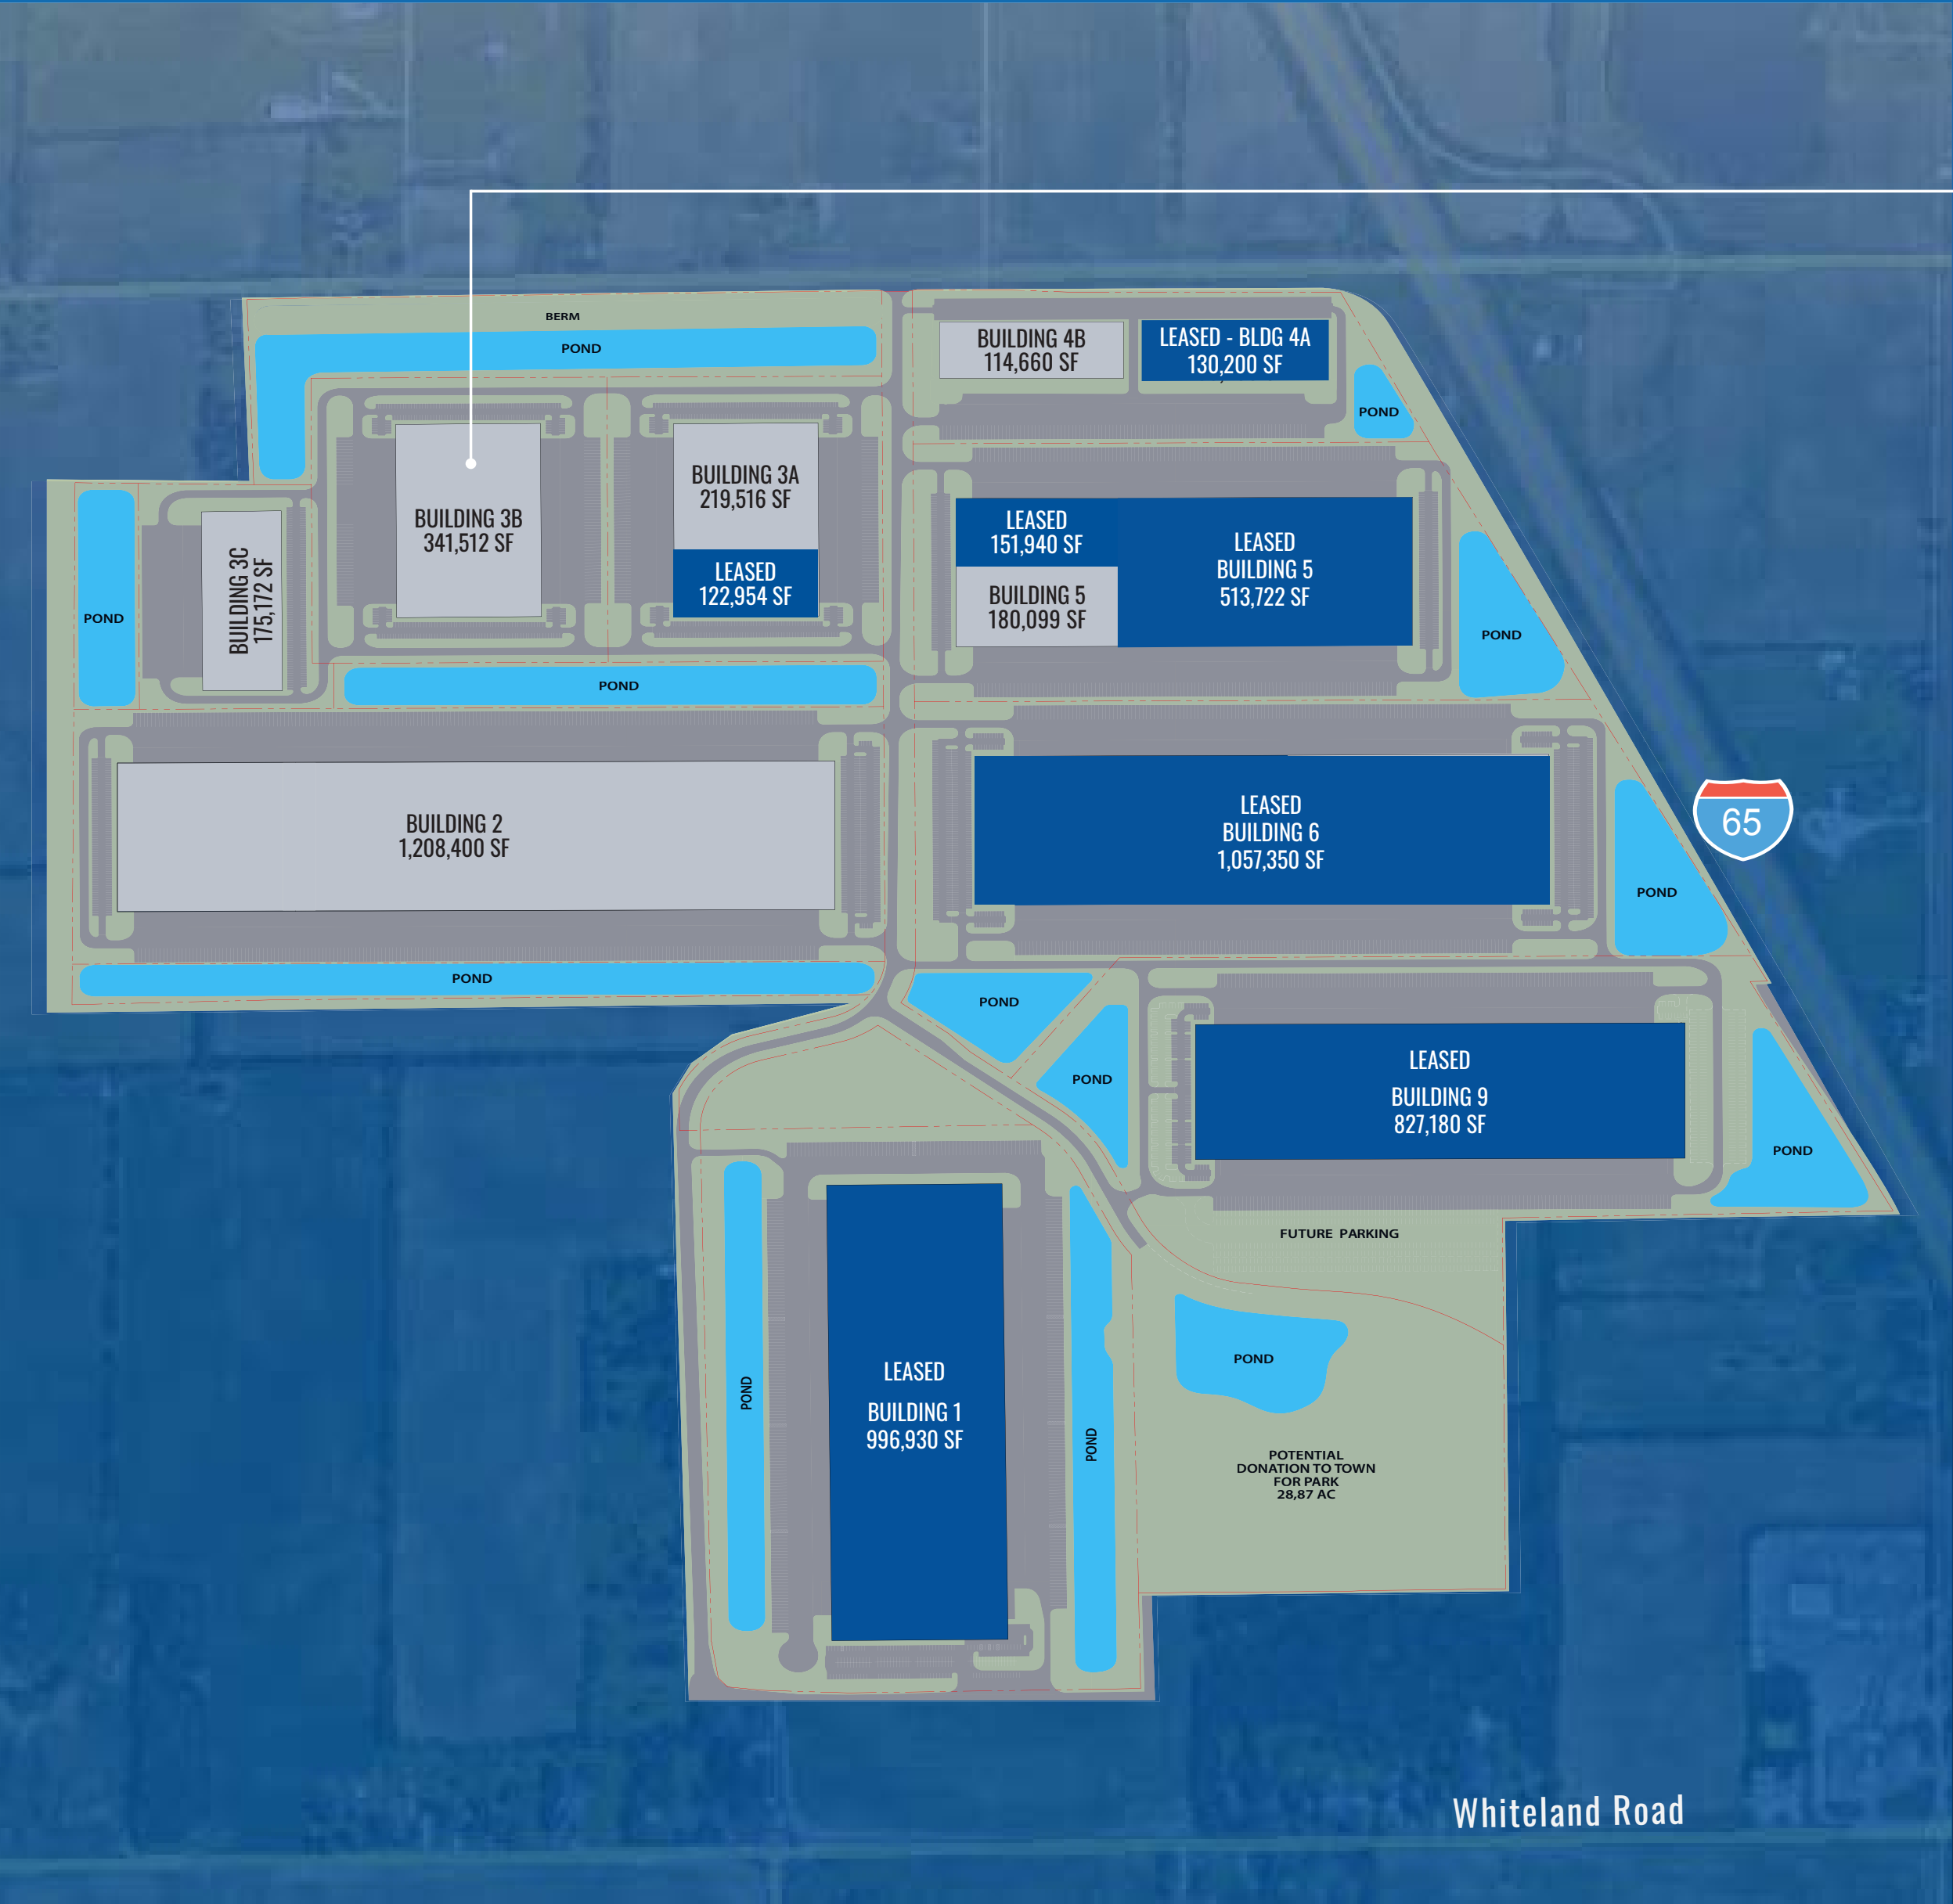 BERM
POND
BUILDING 4B
114,660 SF
LEASED - BLDG 4A
130,200 SF
POND
BUILDING 3B
341,512 SF
BUILDING 3A
219,516 SF
LEASED
122,954 SF
LEASED
151,940 SF
BUILDING 5
180,099 SF
LEASED
BUILDING 5
513,722 SF
POND
POND
BUILDING 3C
175,172 SF
POND
BUILDING 2
1,208,400 SF
LEASED
BUILDING 6
1,057,350 SF
65
POND
POND
POND
POND
LEASED
BUILDING 9
827,180 SF
POND
FUTURE PARKING
POND
LEASED
BUILDING 1
996,930 SF
POND
POND
POTENTIAL
DONATION TO TOWN
FOR PARK
28,87 AC
Whiteland Road